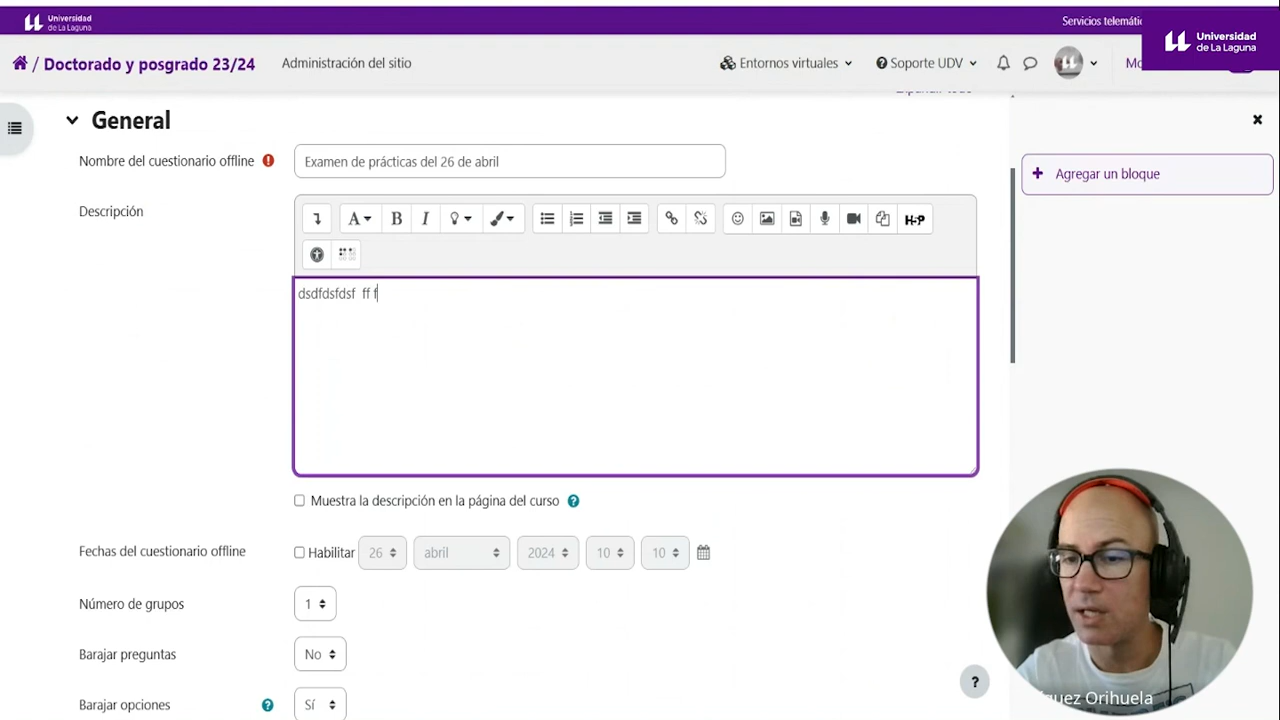 Universidad
de La Laguna
Servicios telemátic
Universidad
de La Laguna
/ Doctorado y posgrado 23/24
Administración del sitio
Entornos virtuales
Soporte UDV
Mo
General
Agregar un bloque
Nombre del cuestionario offline
Examen de prácticas del 26 de abril
Descripción
A B I H-P
dsdfdsfdsf ff f
Muestra la descripción en la página del curso
Fechas del cuestionario offline
Habilitar 26 abril 2024 10 10
Número de grupos
1
Barajar preguntas
No
Barajar opciones
Sí
guez Orihuela